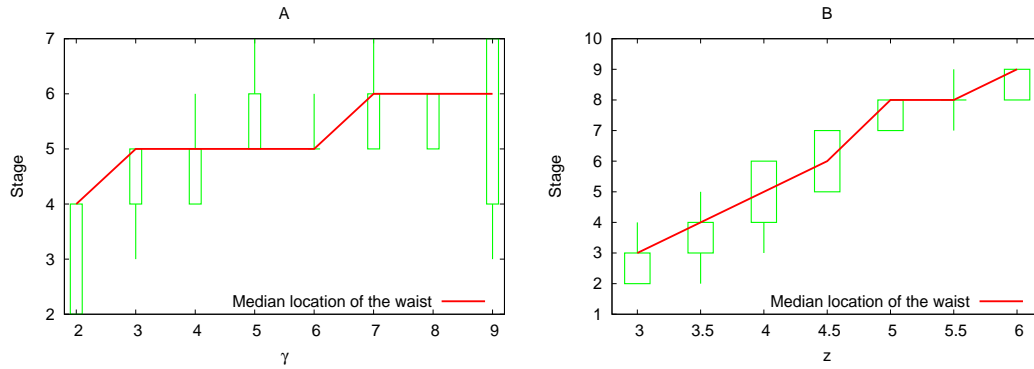 A
7
6
5
4
3
2
Stage
Median location of the waist
2 3 4 5 6 7 8 9
γ
B
10
9
8
7
6
5
4
3
2
1
Stage
Median location of the waist
3 3.5 4 4.5 5 5.5 6
z